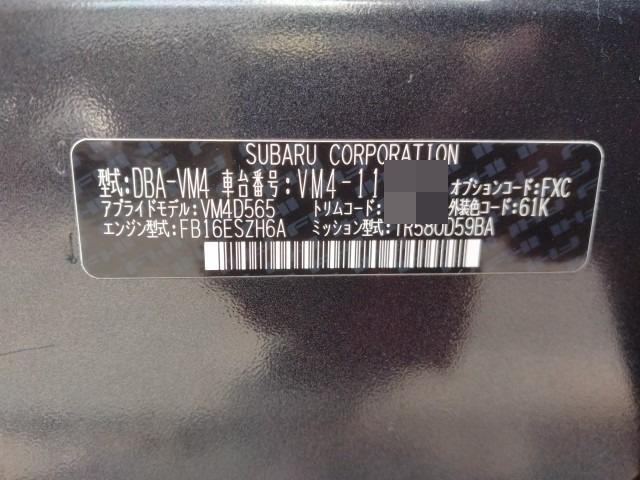 SUBARU CORPORATION
型式:DBA-VM4 車台番号:VM4-11 オプションコード:FXC
アプライドモデル:VM4D565 トリムコード: 外装色コード:61K
エンジン型式:FB16ESZH6A ミッション型式:TR580D59BA